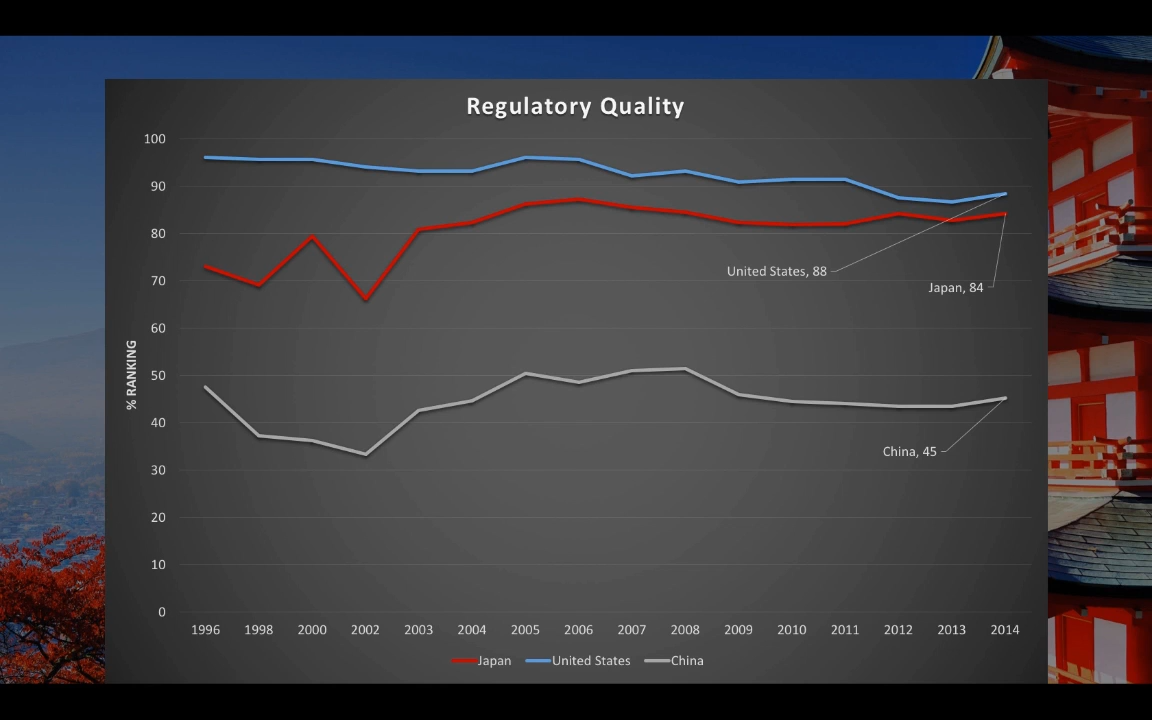 Regulatory Quality
100
90
80
70
60
50
40
30
20
10
0
% RANKING
United States, 88
Japan, 84
China, 45
1996 1998 2000 2002 2003 2004 2005 2006 2007 2008 2009 2010 2011 2012 2013 2014
Japan United States China